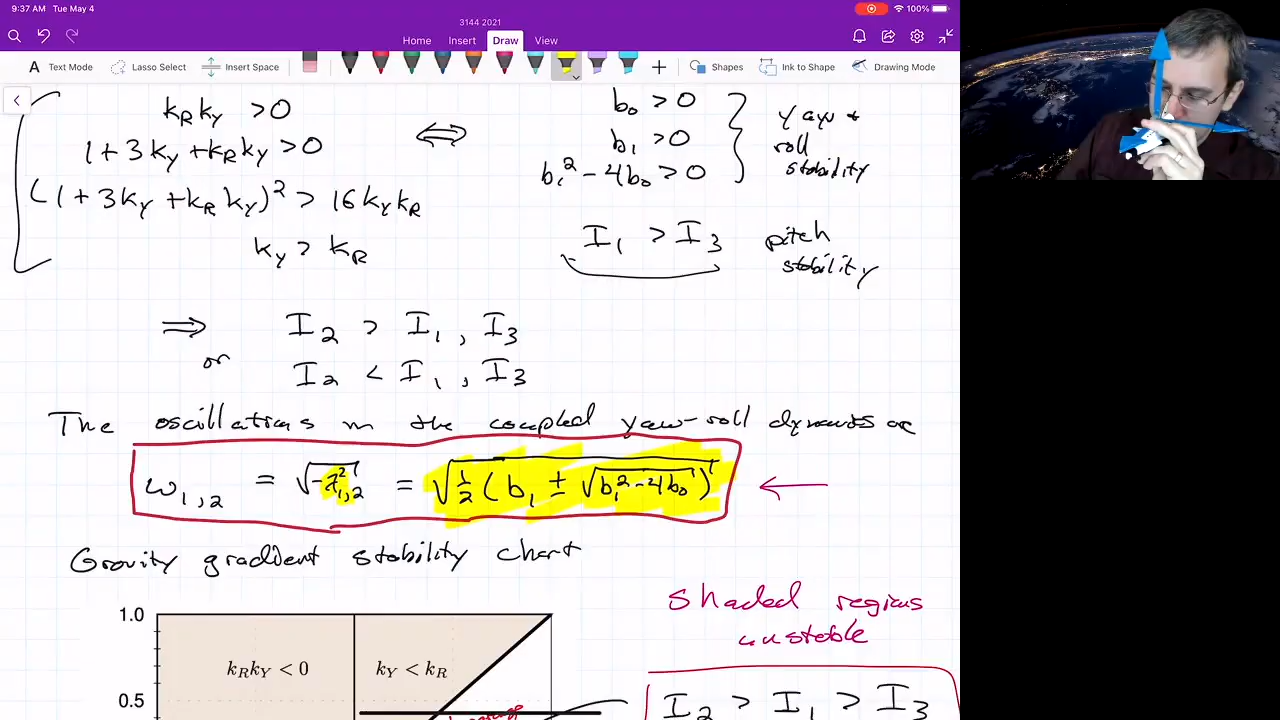 9:37 AM Tue May 4
100%
3144 2021
Home Insert Draw View
Text Mode Lasso Select Insert Space Shapes Ink to Shape Drawing Mode
k_R k_Y > 0
1 + 3k_Y + k_R k_Y > 0
(1 + 3k_Y + k_R k_Y)² > 16 k_Y k_R
k_Y > k_R
⟺
b₀ > 0
b₁ > 0
b₁² - 4b₀ > 0
yaw + roll stability
I₁ > I₃ pitch stability
⟹ I₂ > I₁, I₃
or
I₂ < I₁, I₃
The oscillations in the coupled yaw-roll dynamics are
ω₁,₂ = √(-λ²₁,₂) = √(½(b₁ ± √(b₁² - 4b₀)))
Gravity gradient stability chart
1.0
k_R k_Y < 0 k_Y < k_R
0.5
Shaded regions
unstable
I₂ > I₁ > I₃